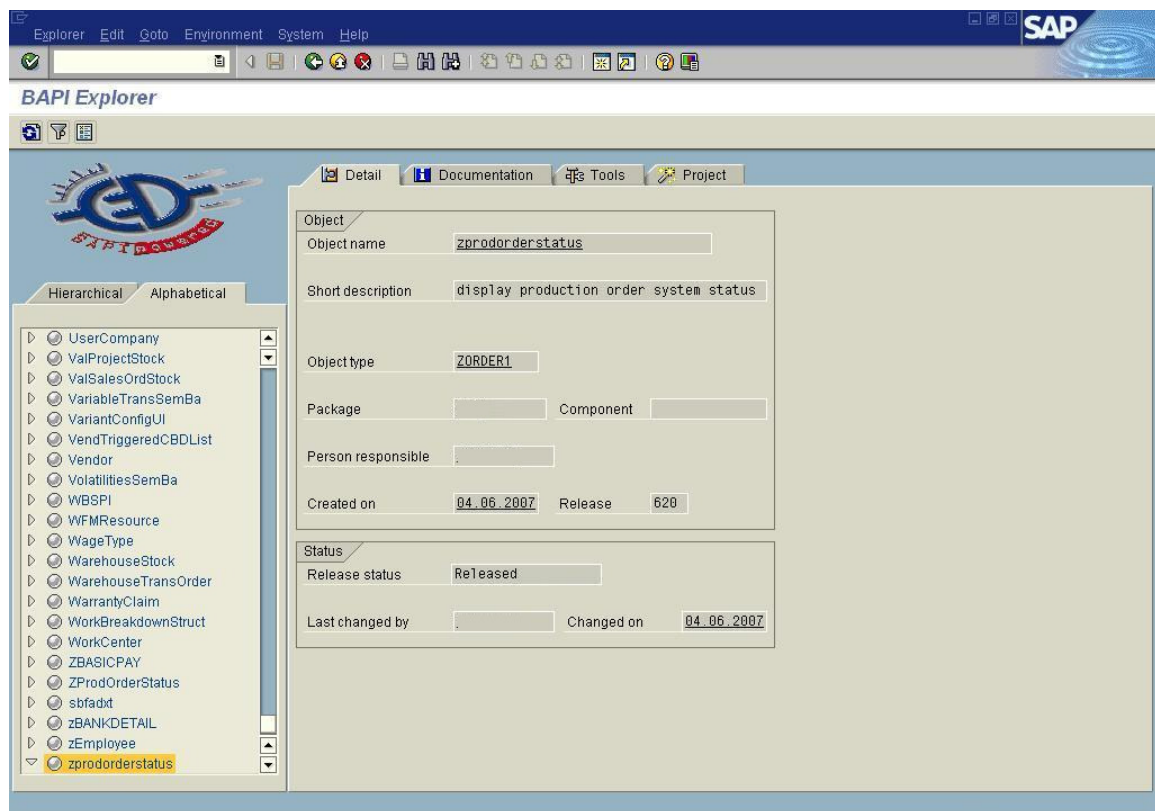 Explorer Edit Goto Environment System Help
SAP
BAPI Explorer
BAPI Powered
Detail Documentation Tools Project
Object
Object name zprodorderstatus
Short description display production order system status
Hierarchical Alphabetical
UserCompany
ValProjectStock
ValSalesOrdStock
VariableTransSemBa
VariantConfigUI
VendTriggeredCBDList
Vendor
VolatilitiesSemBa
WBSPI
WFMResource
WageType
WarehouseStock
WarehouseTransOrder
WarrantyClaim
WorkBreakdownStruct
WorkCenter
ZBASICPAY
ZProdOrderStatus
sbfadxt
zBANKDETAIL
zEmployee
zprodorderstatus
Object type ZORDER1
Package Component
Person responsible .
Created on 04.06.2007 Release 620
Status
Release status Released
Last changed by . Changed on 04.06.2007